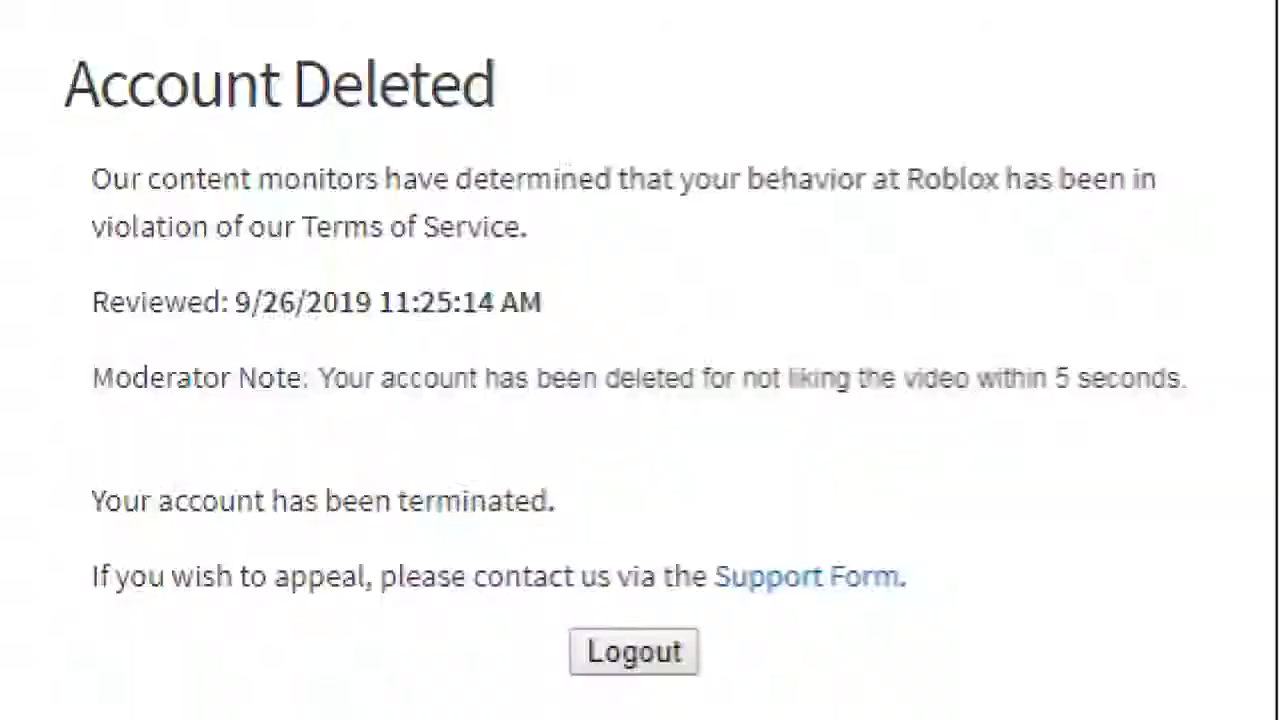 Account Deleted
Our content monitors have determined that your behavior at Roblox has been in
violation of our Terms of Service.
Reviewed: 9/26/2019 11:25:14 AM
Moderator Note: Your account has been deleted for not liking the video within 5 seconds.
Your account has been terminated.
If you wish to appeal, please contact us via the Support Form.
Logout